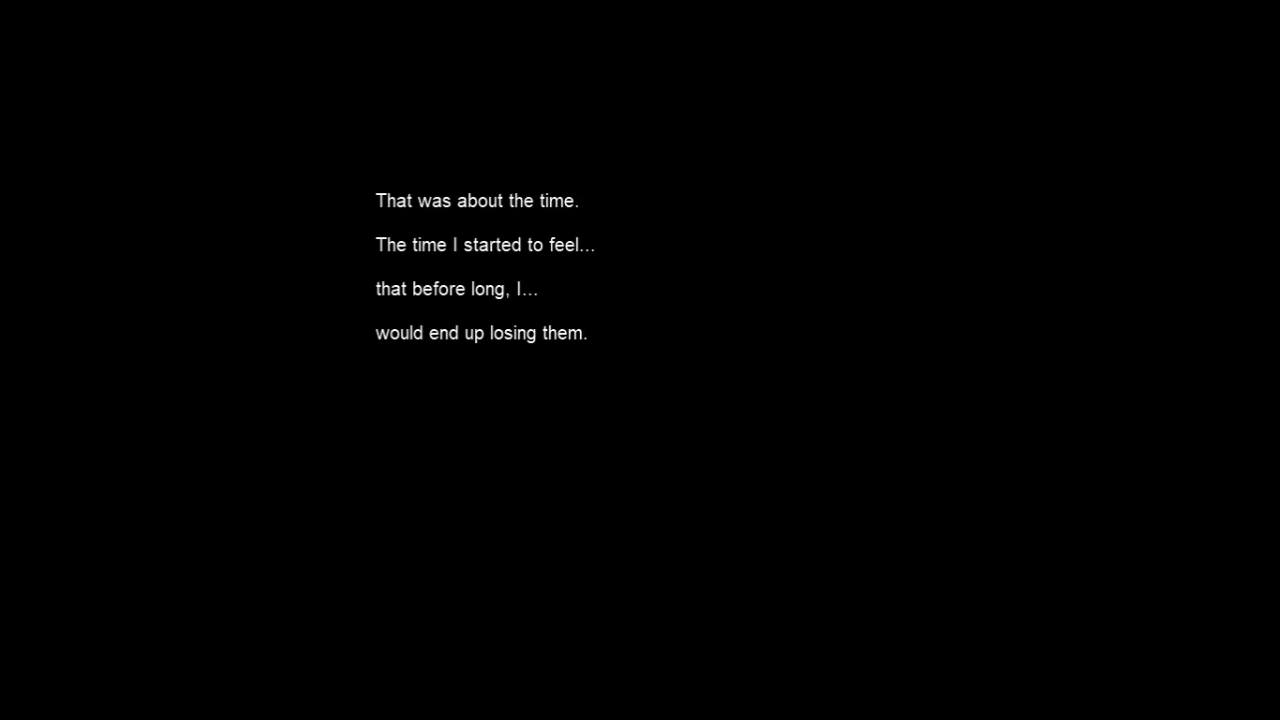 That was about the time.
The time I started to feel...
that before long, I...
would end up losing them.